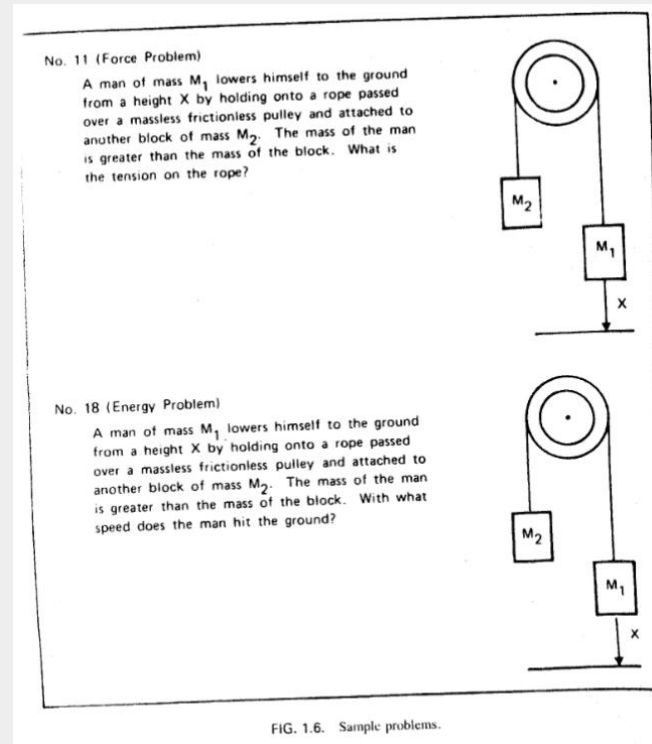 No. 11 (Force Problem)
A man of mass M₁ lowers himself to the ground
from a height X by holding onto a rope passed
over a massless frictionless pulley and attached to
anuther block of mass M₂. The mass of the man
is greater than the mass of the block. What is
the tension on the rope?
M₂
M₁
X
No. 18 (Energy Problem)
A man of mass M₁ lowers himself to the ground
from a height X by holding onto a rope passed
over a massless frictionless pulley and attached to
another block of mass M₂. The mass of the man
is greater than the mass of the block. With what
speed does the man hit the ground?
M₂
M₁
X
FIG. 1.6. Sample problems.